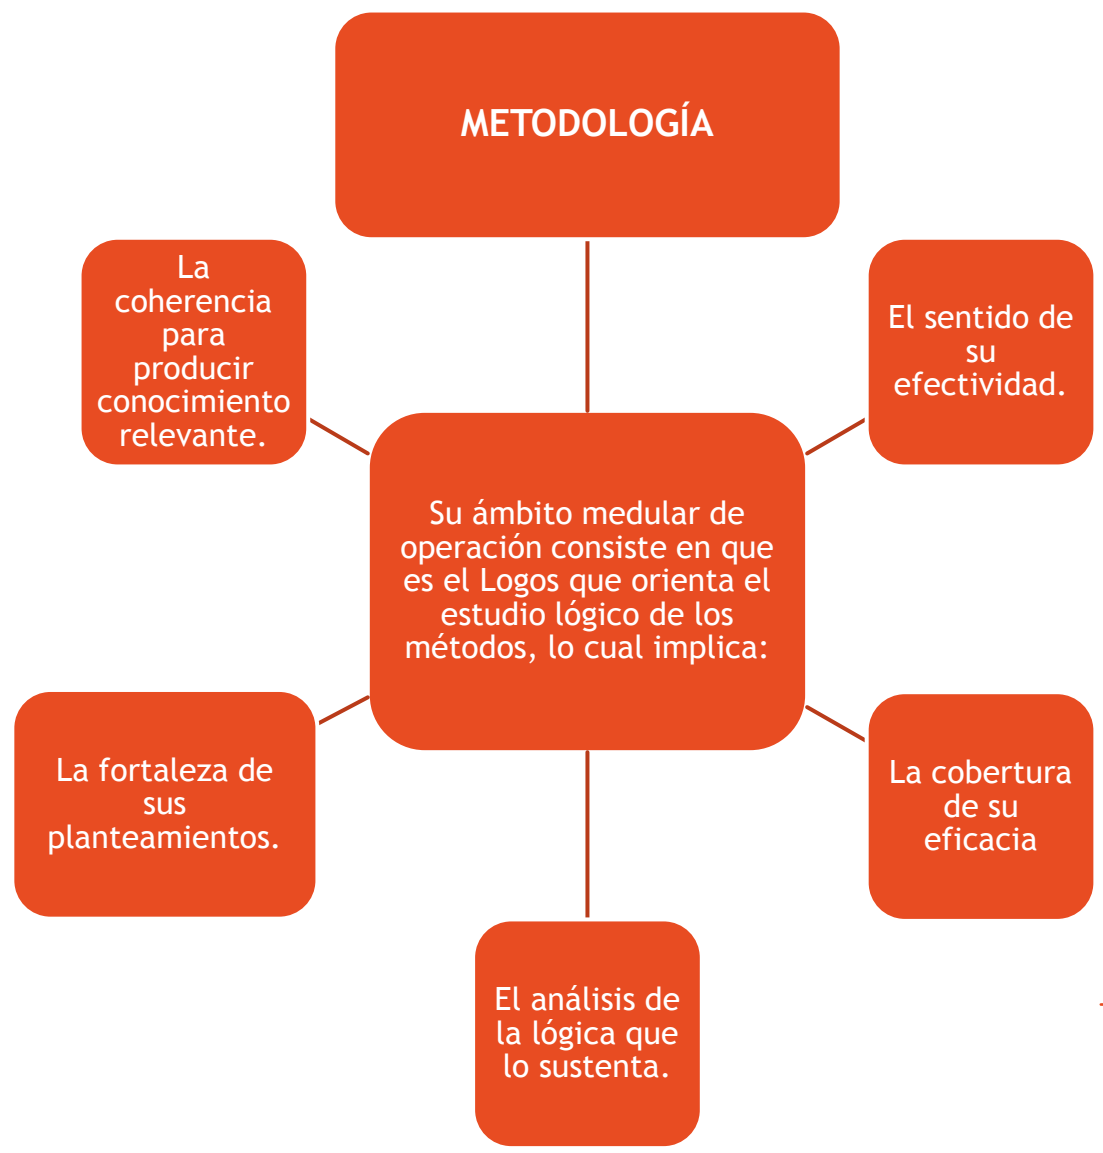 METODOLOGÍA
La
coherencia
para
producir
conocimiento
relevante.
El sentido de
su
efectividad.
Su ámbito medular de
operación consiste en que
es el Logos que orienta el
estudio lógico de los
métodos, lo cual implica:
La fortaleza de
sus
planteamientos.
La cobertura
de su
eficacia
El análisis de
la lógica que
lo sustenta.